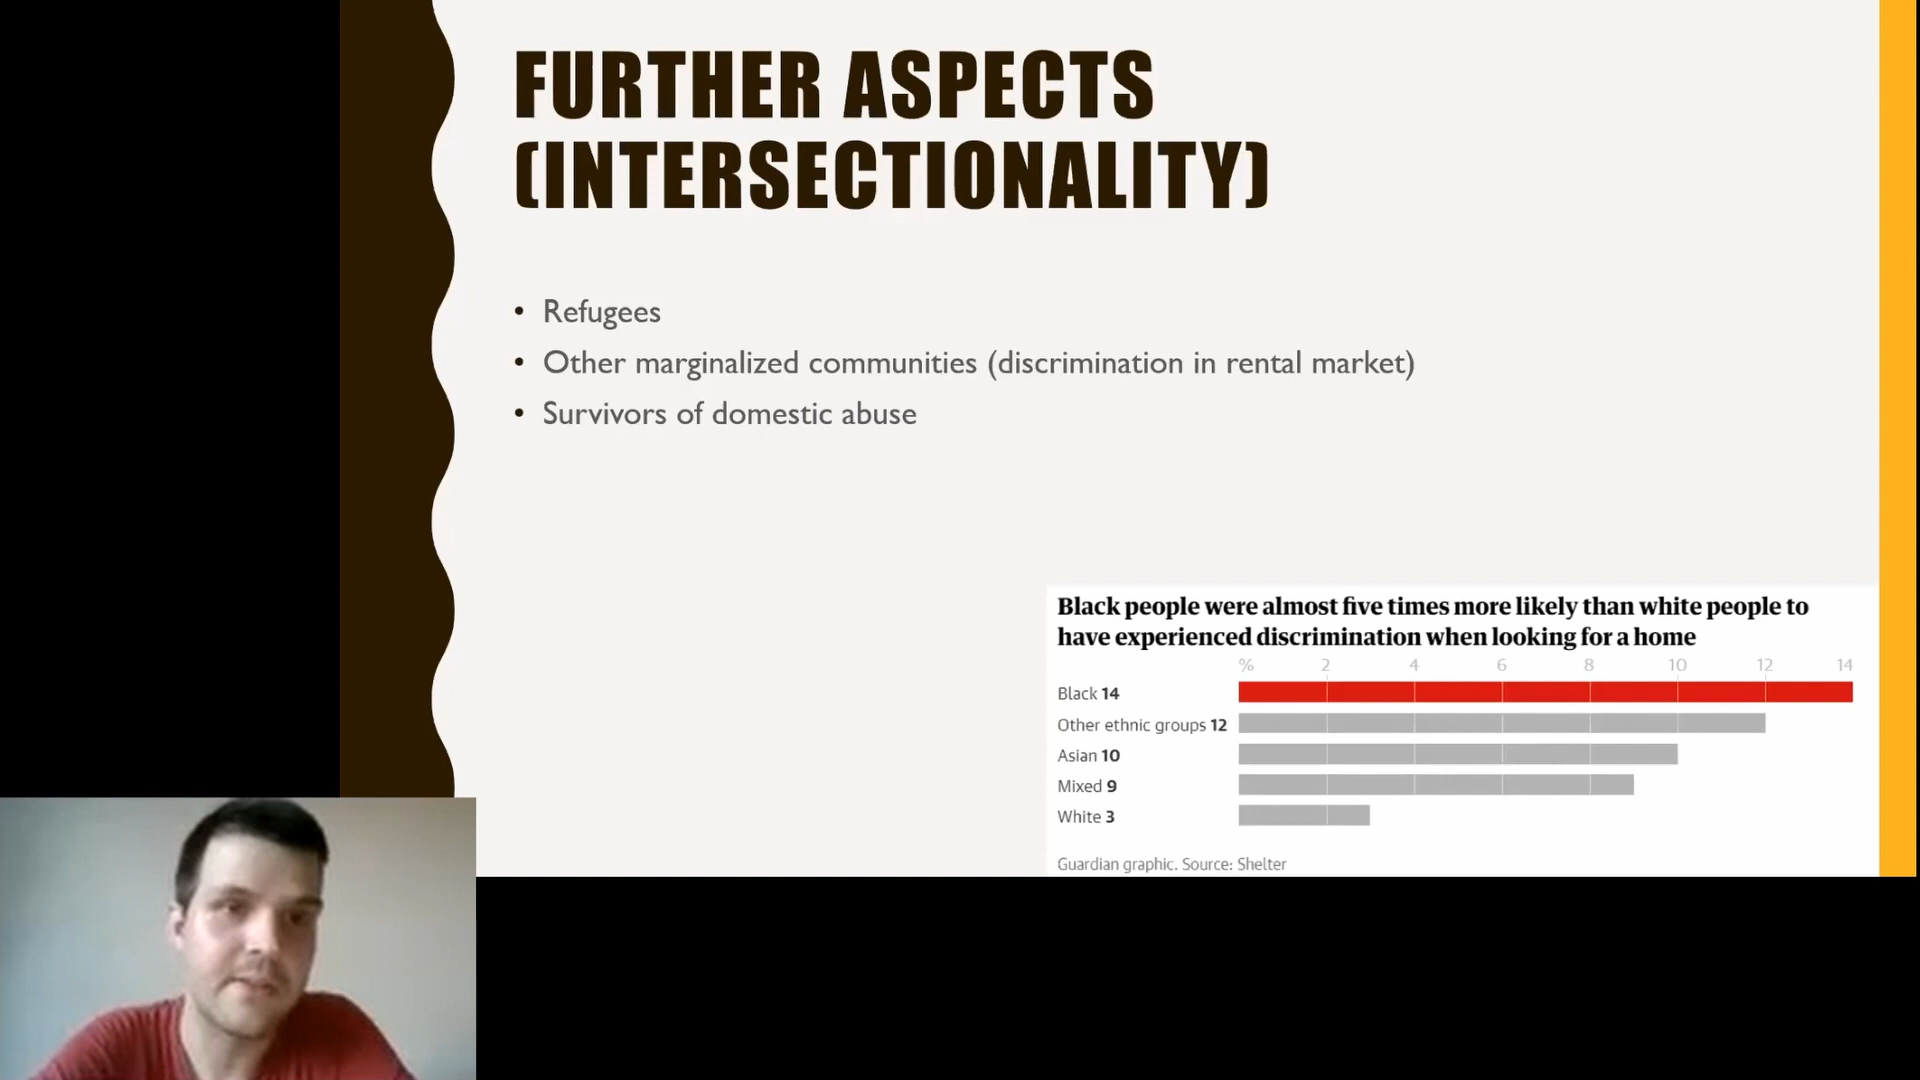 FURTHER ASPECTS
(INTERSECTIONALITY)
• Refugees
• Other marginalized communities (discrimination in rental market)
• Survivors of domestic abuse
Black people were almost five times more likely than white people to
have experienced discrimination when looking for a home
% 2 4 6 8 10 12 14
Black 14
Other ethnic groups 12
Asian 10
Mixed 9
White 3
Guardian graphic. Source: Shelter